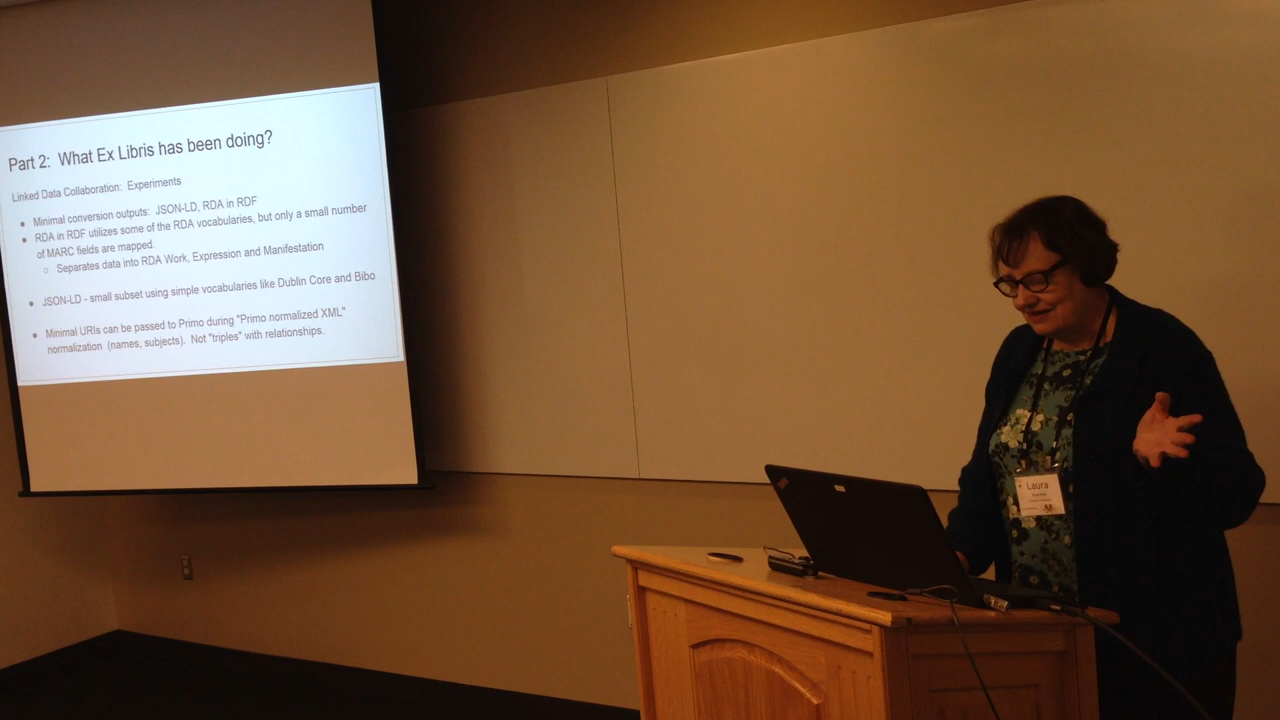 Part 2:  What Ex Libris has been doing?
Linked Data Collaboration:  Experiments
● Minimal conversion outputs:  JSON-LD, RDA in RDF
● RDA in RDF utilizes some of the RDA vocabularies, but only a small number
of MARC fields are mapped.
○ Separates data into RDA Work, Expression and Manifestation
● JSON-LD - small subset using simple vocabularies like Dublin Core and Bibo
● Minimal URIs can be passed to Primo during "Primo normalized XML"
normalization  (names, subjects).  Not "triples" with relationships.
Laura